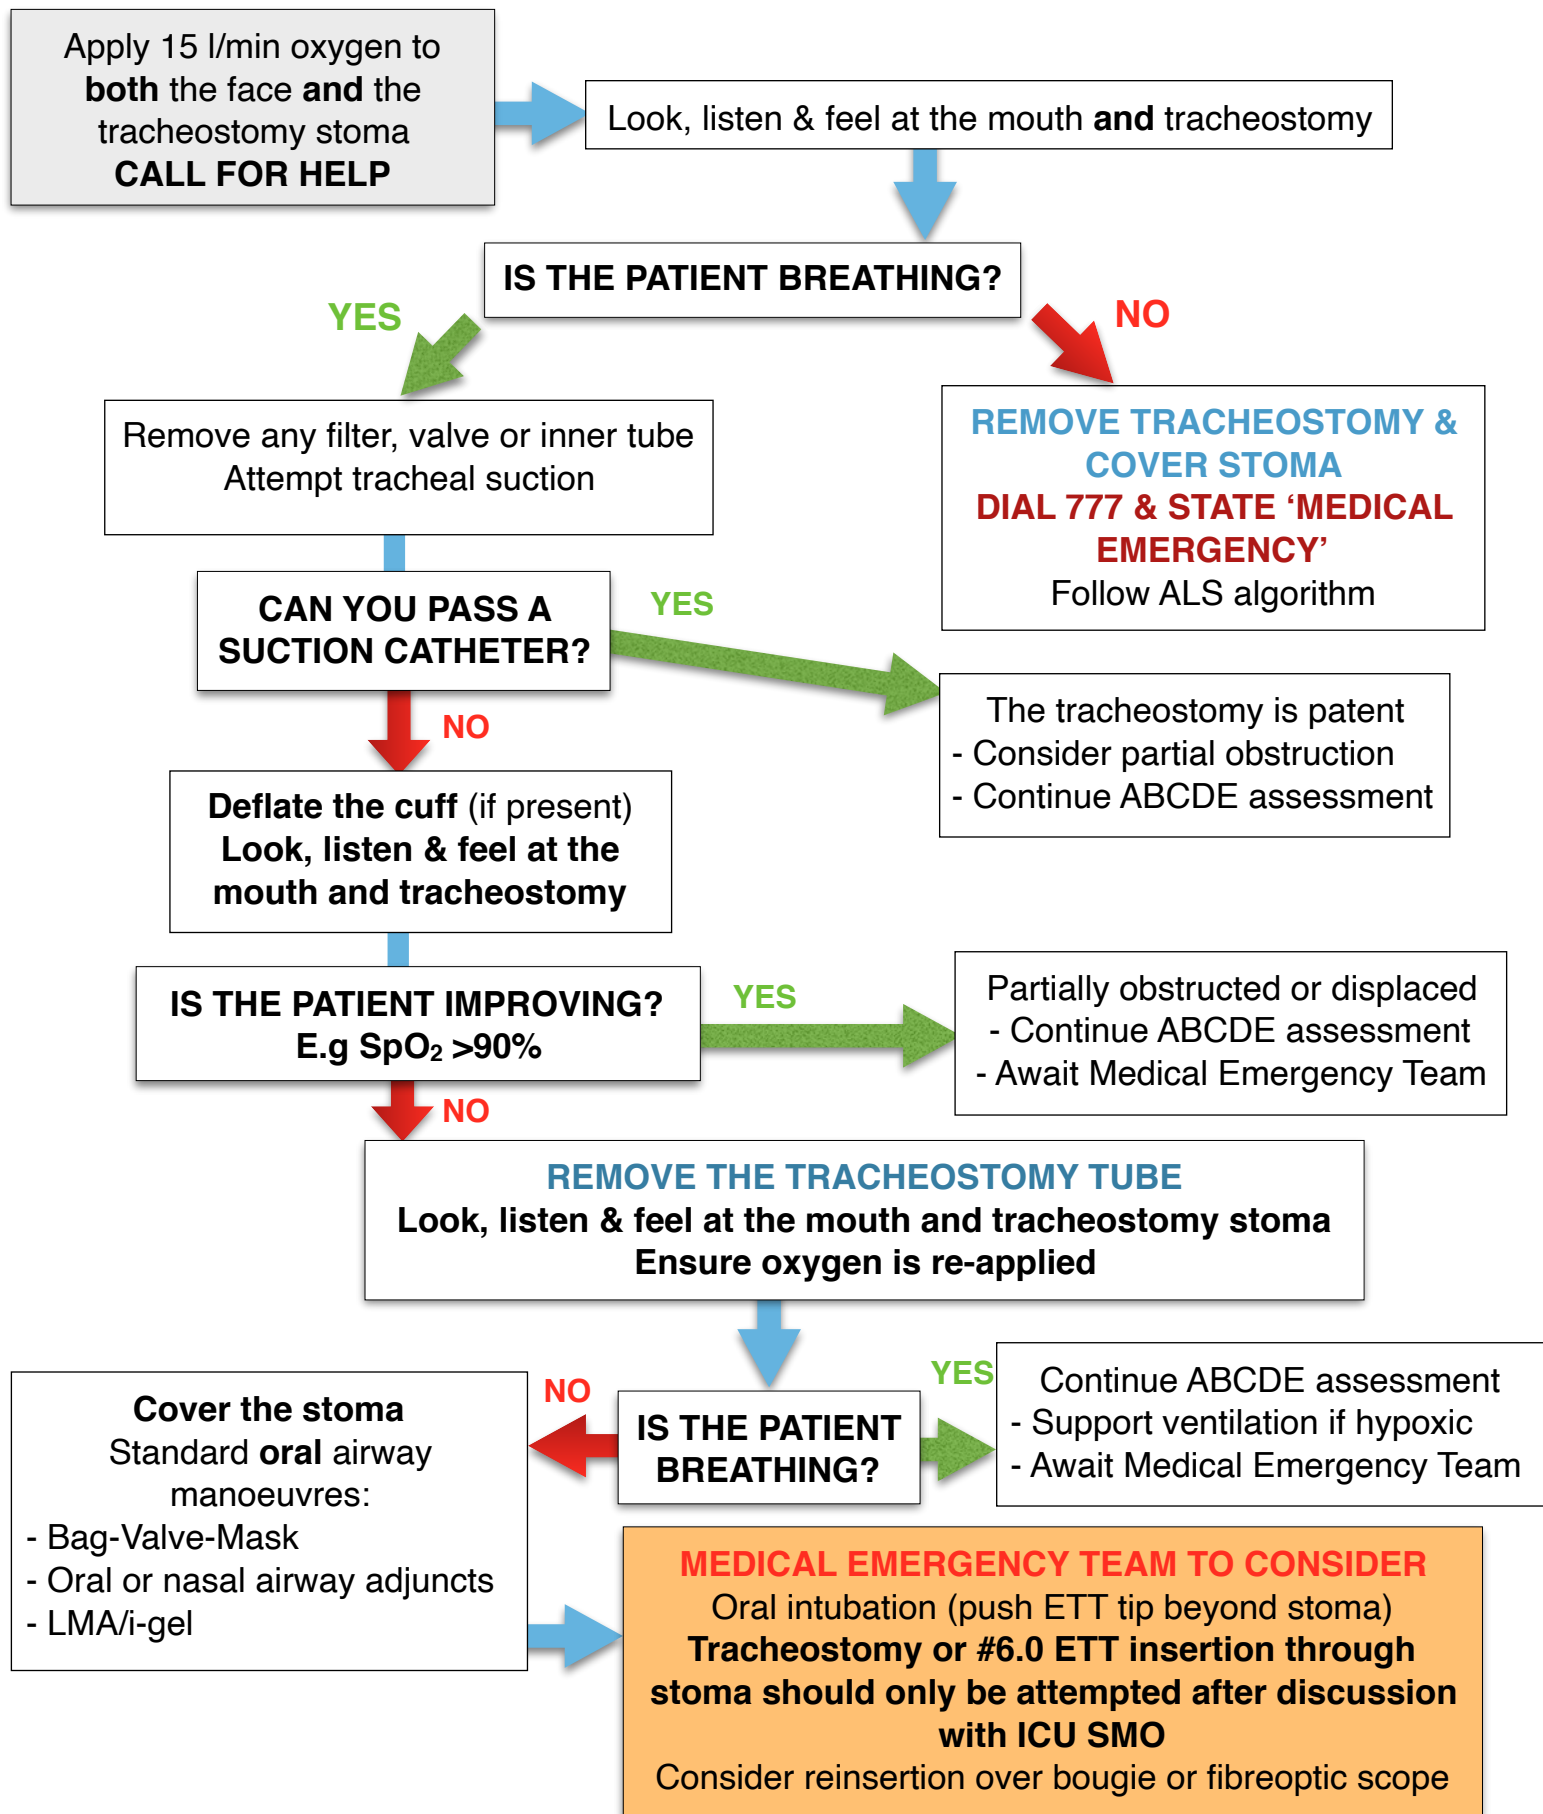 Apply 15 l/min oxygen to
both the face and the
tracheostomy stoma
CALL FOR HELP
Look, listen & feel at the mouth and tracheostomy
IS THE PATIENT BREATHING?
YES
NO
Remove any filter, valve or inner tube
Attempt tracheal suction
REMOVE TRACHEOSTOMY &
COVER STOMA
DIAL 777 & STATE ‘MEDICAL
EMERGENCY’
Follow ALS algorithm
CAN YOU PASS A
SUCTION CATHETER?
YES
NO
The tracheostomy is patent
- Consider partial obstruction
- Continue ABCDE assessment
Deflate the cuff (if present)
Look, listen & feel at the
mouth and tracheostomy
IS THE PATIENT IMPROVING?
E.g SpO₂ >90%
YES
NO
Partially obstructed or displaced
- Continue ABCDE assessment
- Await Medical Emergency Team
REMOVE THE TRACHEOSTOMY TUBE
Look, listen & feel at the mouth and tracheostomy stoma
Ensure oxygen is re-applied
IS THE PATIENT
BREATHING?
YES
NO
Continue ABCDE assessment
- Support ventilation if hypoxic
- Await Medical Emergency Team
Cover the stoma
Standard oral airway
manoeuvres:
- Bag-Valve-Mask
- Oral or nasal airway adjuncts
- LMA/i-gel
MEDICAL EMERGENCY TEAM TO CONSIDER
Oral intubation (push ETT tip beyond stoma)
Tracheostomy or #6.0 ETT insertion through
stoma should only be attempted after discussion
with ICU SMO
Consider reinsertion over bougie or fibreoptic scope